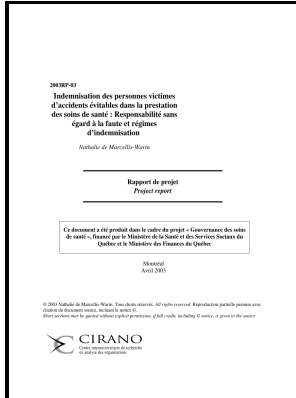 2003RP-03
Indemnisation des personnes victimes
d'accidents évitables dans la prestation
des soins de santé : Responsabilité sans
égard à la faute et régimes
d'indemnisation
Nathalie de Marcellis-Warin
Rapport de projet
Project report
Ce document a été produit dans le cadre du projet « Gouvernance des soins
de santé », financé par le Ministère de la Santé et des Services Sociaux du
Québec et le Ministère des Finances du Québec
Montréal
Avril 2003
© 2003 Nathalie de Marcellis-Warin. Tous droits réservés. All rights reserved. Reproduction partielle permise avec
citation du document source, incluant la notice ©.
Short sections may be quoted without explicit permission, if full credit, including © notice, is given to the source
CIRANO
Centre interuniversitaire de recherche
en analyse des organisations